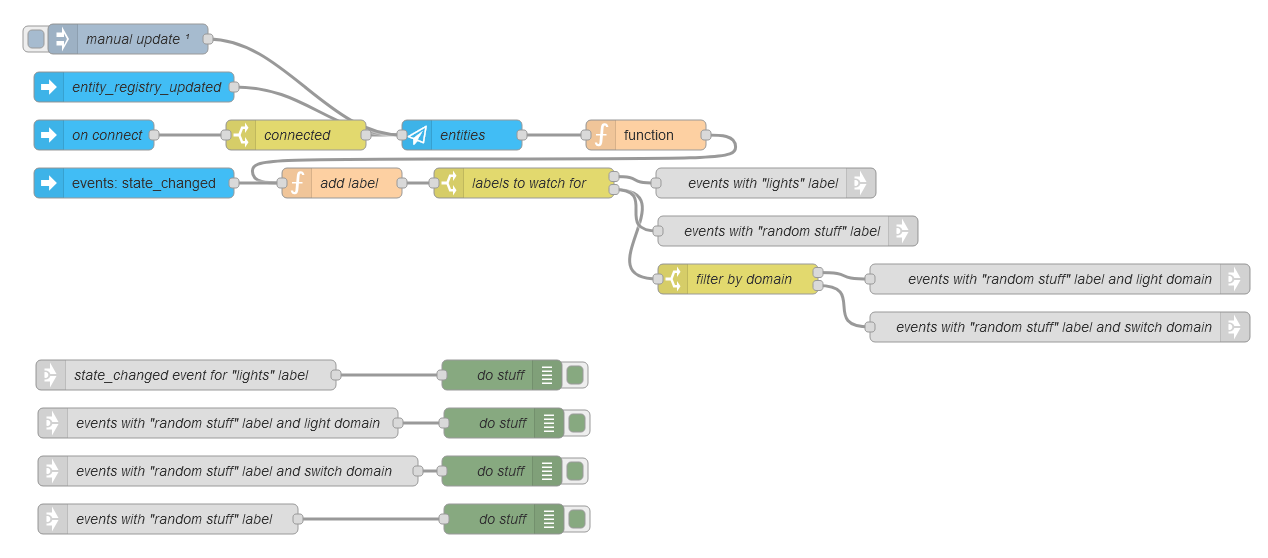 manual update ¹
entity_registry_updated
on connect
connected
entities
function
events: state_changed
add label
labels to watch for
events with "lights" label
events with "random stuff" label
filter by domain
events with "random stuff" label and light domain
events with "random stuff" label and switch domain
state_changed event for "lights" label
do stuff
events with "random stuff" label and light domain
do stuff
events with "random stuff" label and switch domain
do stuff
events with "random stuff" label
do stuff